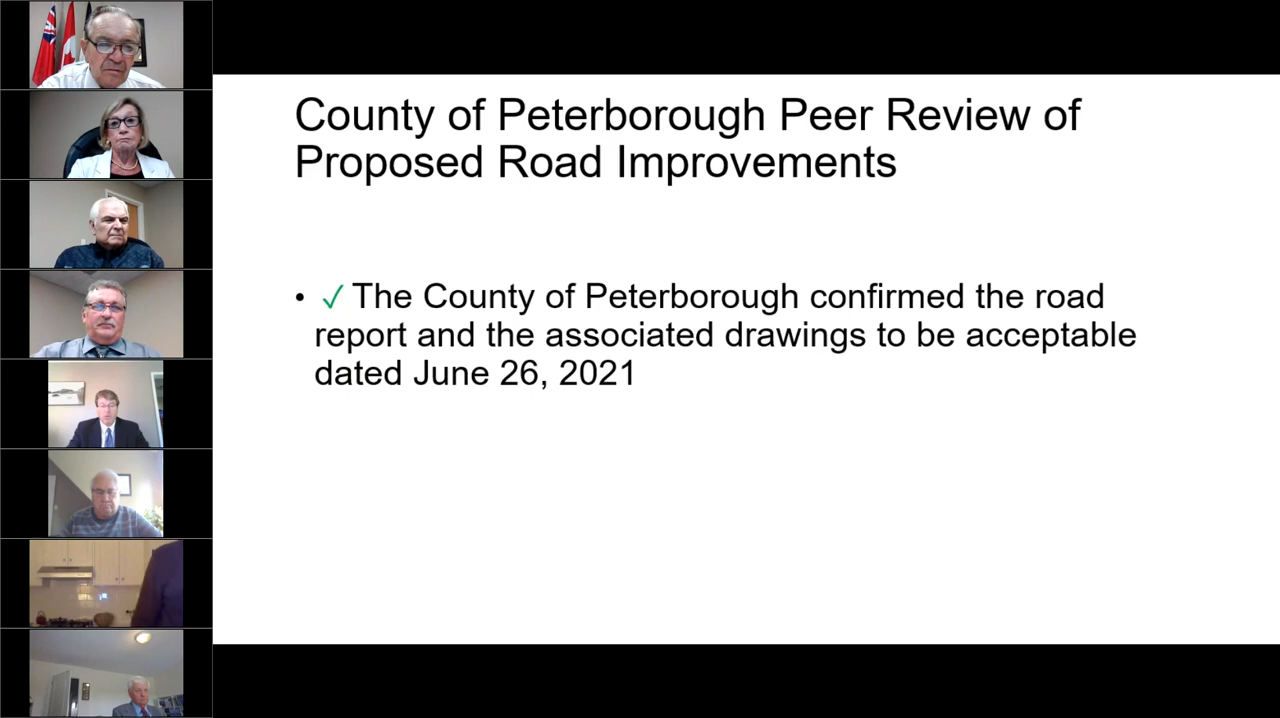 County of Peterborough Peer Review of
Proposed Road Improvements
• ✓ The County of Peterborough confirmed the road
report and the associated drawings to be acceptable
dated June 26, 2021